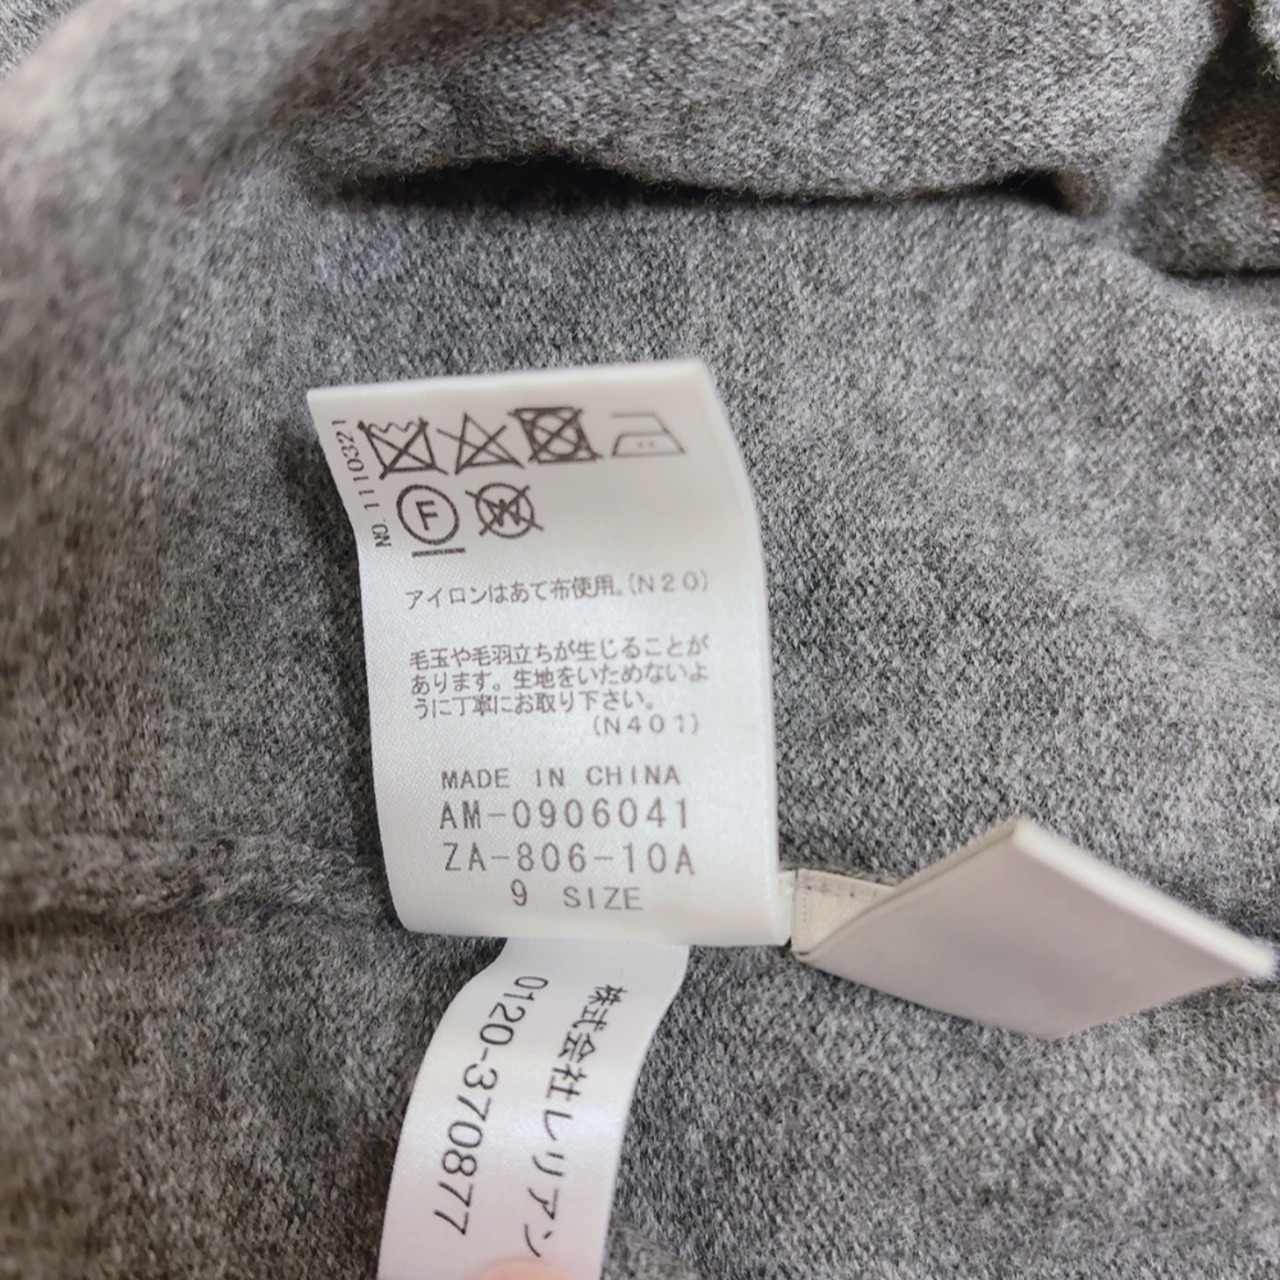 NO.1110321
F
W
アイロンはあて布使用。(N20)
毛玉や毛羽立ちが生じることが
あります。生地をいためないよ
うに丁寧にお取り下さい。
(N401)
MADE IN CHINA
AM-0906041
ZA-806-10A
9 SIZE
株式会社レリアン
0120-370877